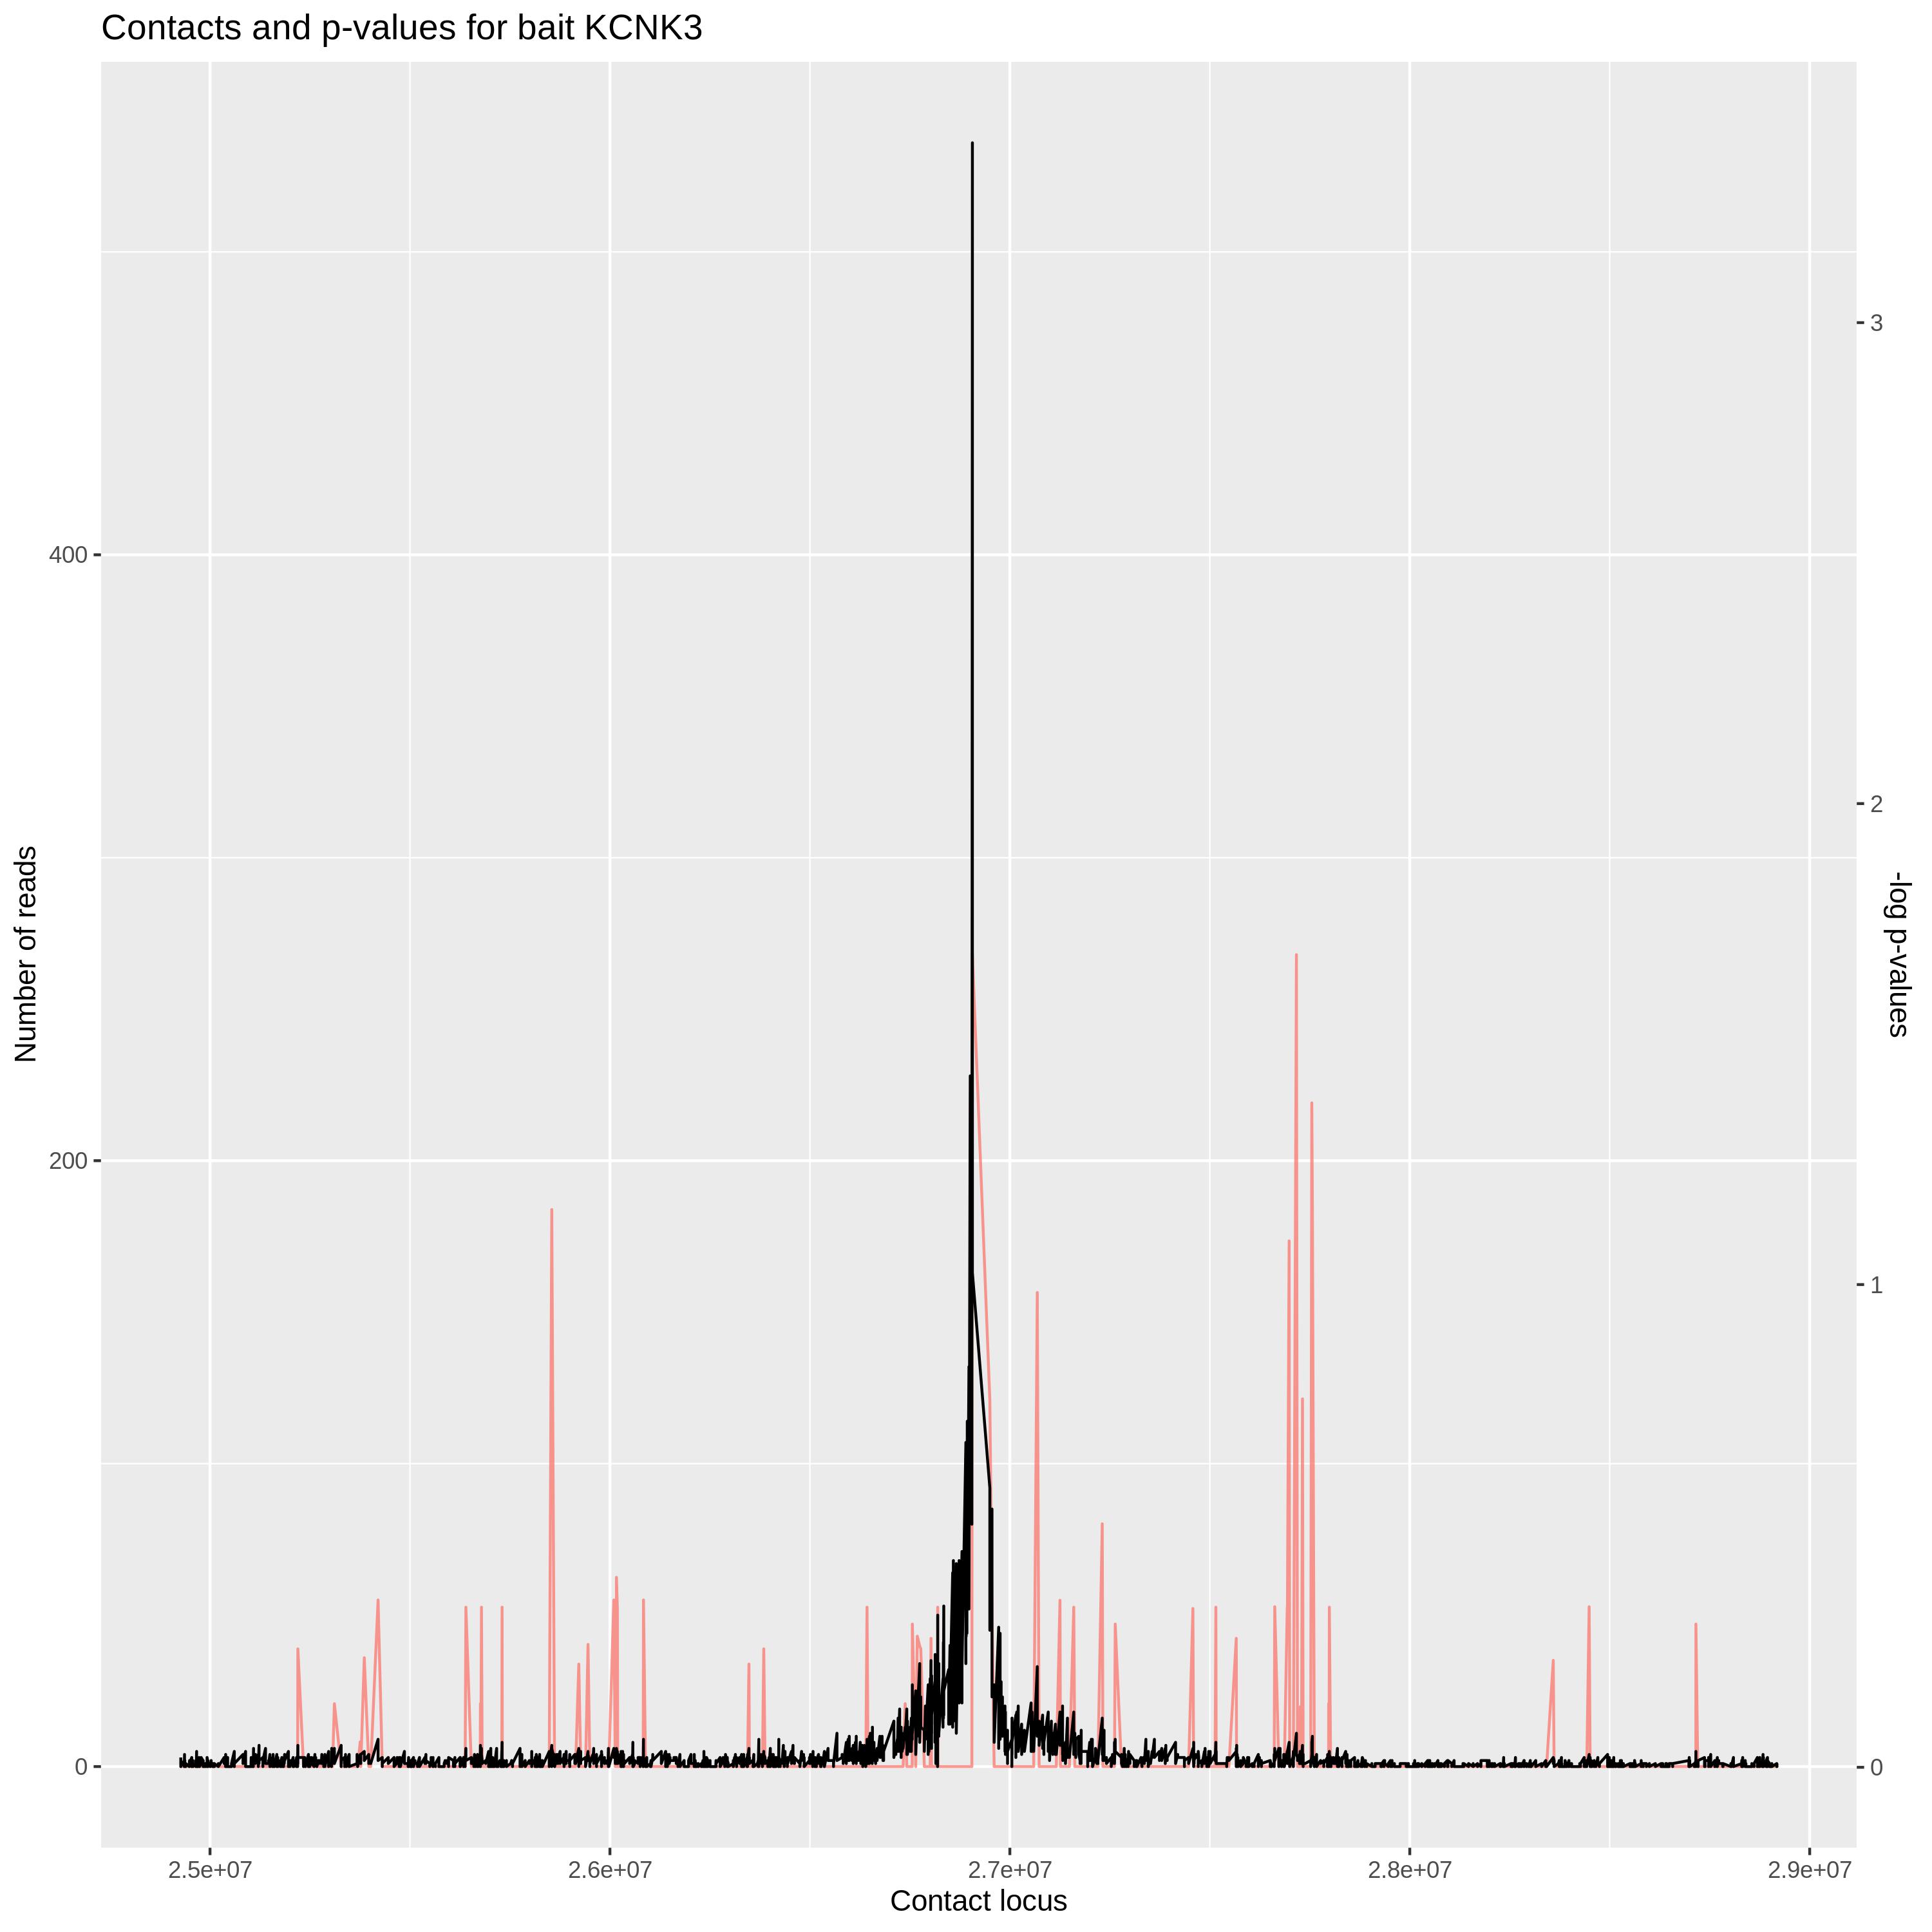 Contacts and p-values for bait KCNK3
Number of reads
400
200
0
3
2
1
0
-log p-values
2.5e+07 2.6e+07 2.7e+07 2.8e+07 2.9e+07
Contact locus